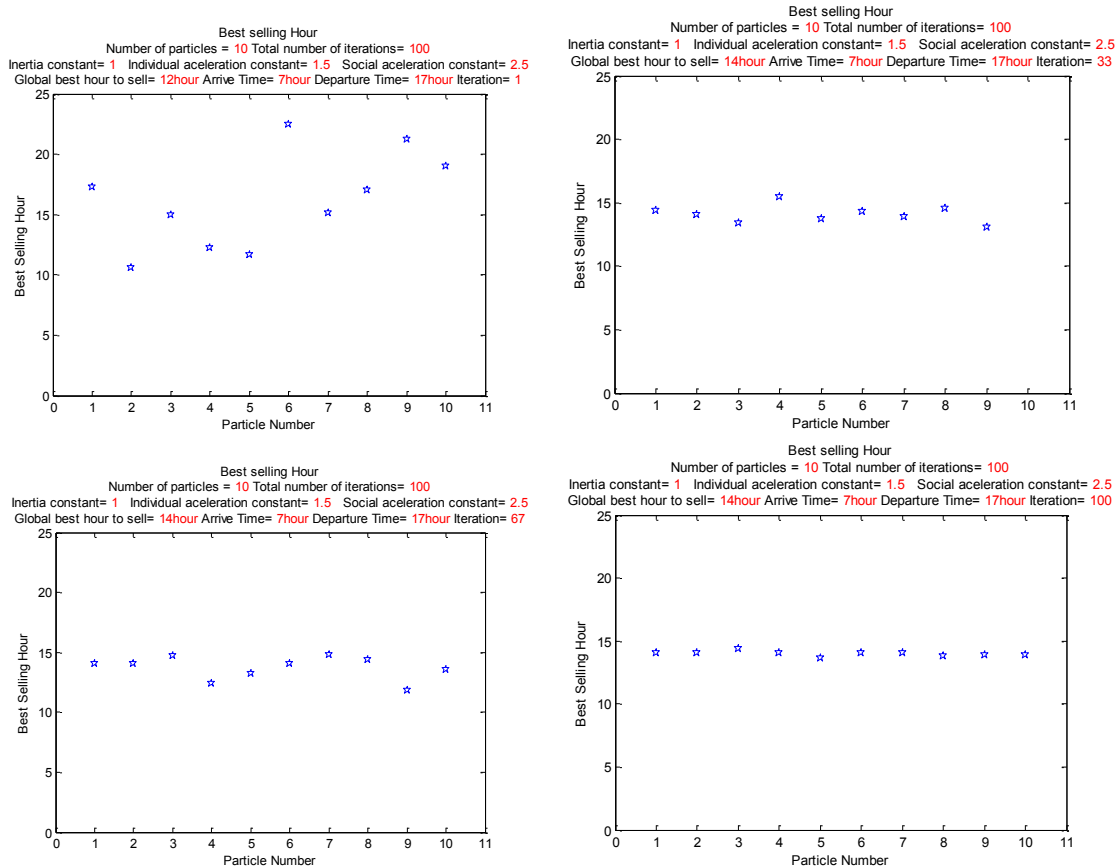 Best selling Hour
Number of particles = 10 Total number of iterations= 100
Inertia constant= 1 Individual aceleration constant= 1.5 Social aceleration constant= 2.5
Global best hour to sell= 12hour Arrive Time= 7hour Departure Time= 17hour Iteration= 1
25
20
15
10
5
0
Best Selling Hour
0 1 2 3 4 5 6 7 8 9 10 11
Particle Number
Best selling Hour
Number of particles = 10 Total number of iterations= 100
Inertia constant= 1 Individual aceleration constant= 1.5 Social aceleration constant= 2.5
Global best hour to sell= 14hour Arrive Time= 7hour Departure Time= 17hour Iteration= 33
25
20
15
10
5
0
Best Selling Hour
0 1 2 3 4 5 6 7 8 9 10 11
Particle Number
Best selling Hour
Number of particles = 10 Total number of iterations= 100
Inertia constant= 1 Individual aceleration constant= 1.5 Social aceleration constant= 2.5
Global best hour to sell= 14hour Arrive Time= 7hour Departure Time= 17hour Iteration= 67
25
20
15
10
5
0
Best Selling Hour
0 1 2 3 4 5 6 7 8 9 10 11
Particle Number
Best selling Hour
Number of particles = 10 Total number of iterations= 100
Inertia constant= 1 Individual aceleration constant= 1.5 Social aceleration constant= 2.5
Global best hour to sell= 14hour Arrive Time= 7hour Departure Time= 17hour Iteration= 100
25
20
15
10
5
0
Best Selling Hour
0 1 2 3 4 5 6 7 8 9 10 11
Particle Number